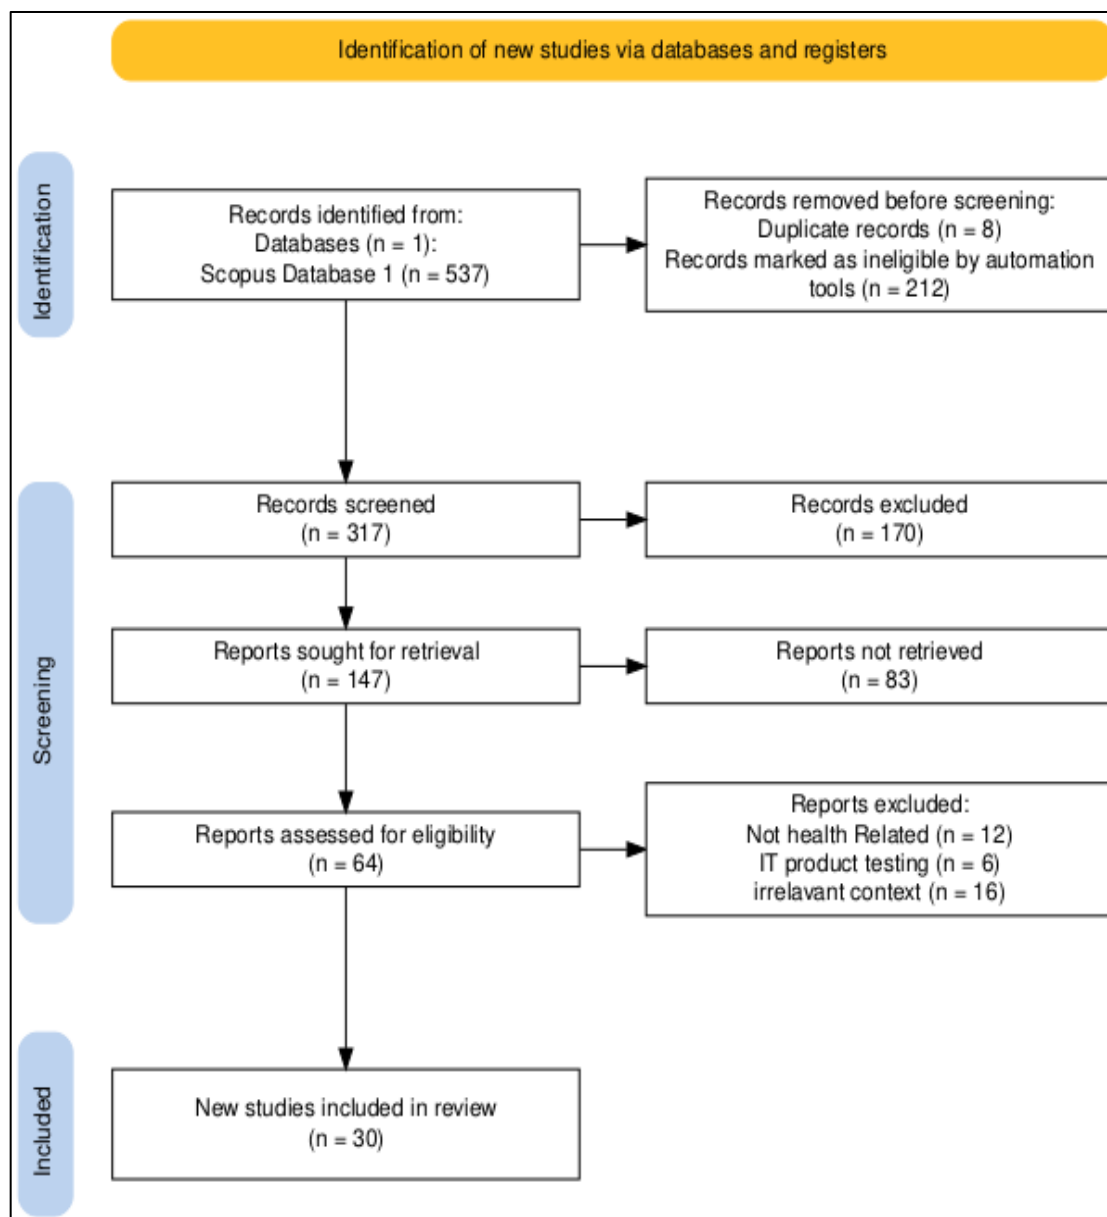 Identification of new studies via databases and registers
Identification
Records identified from:
Databases (n = 1):
Scopus Database 1 (n = 537)
Records removed before screening:
Duplicate records (n = 8)
Records marked as ineligible by automation
tools (n = 212)
Screening
Records screened
(n = 317)
Records excluded
(n = 170)
Reports sought for retrieval
(n = 147)
Reports not retrieved
(n = 83)
Reports assessed for eligibility
(n = 64)
Reports excluded:
Not health Related (n = 12)
IT product testing (n = 6)
irrelavant context (n = 16)
Included
New studies included in review
(n = 30)